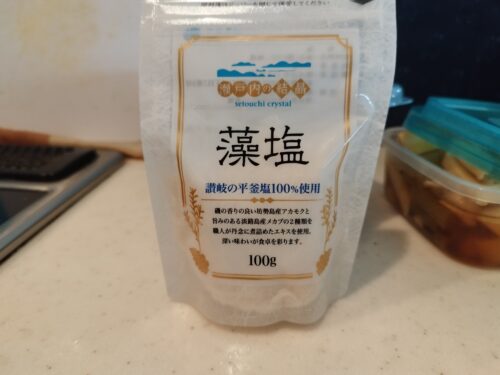 瀬戸内の結晶
setouchi crystal
藻塩
讃岐の平釜塩100%使用
磯の香りの良い坊勢島産アカモクと
旨みのある淡路島産メカブの2種類を
職人が丹念に煮詰めたエキスを使用。
深い味わいが食卓を彩ります。
100g